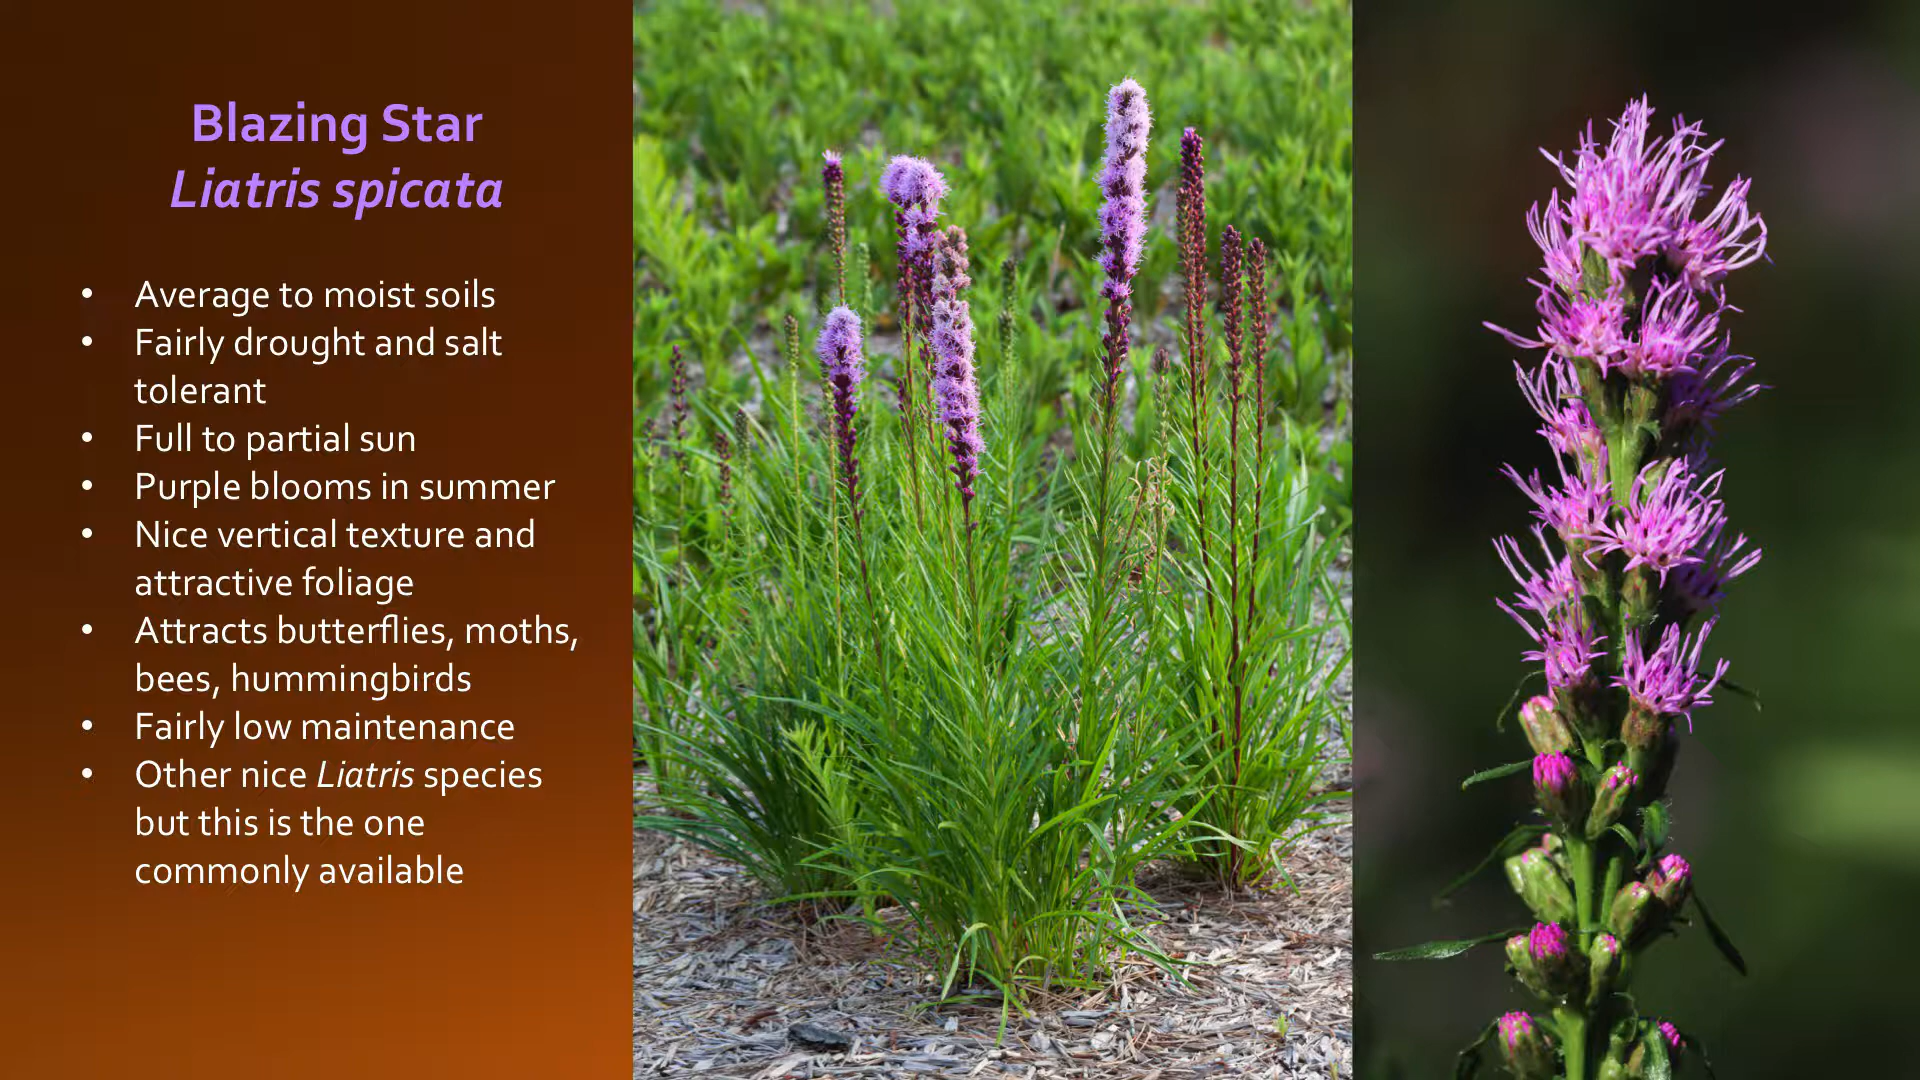 Blazing Star
Liatris spicata
• Average to moist soils
• Fairly drought and salt
tolerant
• Full to partial sun
• Purple blooms in summer
• Nice vertical texture and
attractive foliage
• Attracts butterflies, moths,
bees, hummingbirds
• Fairly low maintenance
• Other nice Liatris species
but this is the one
commonly available